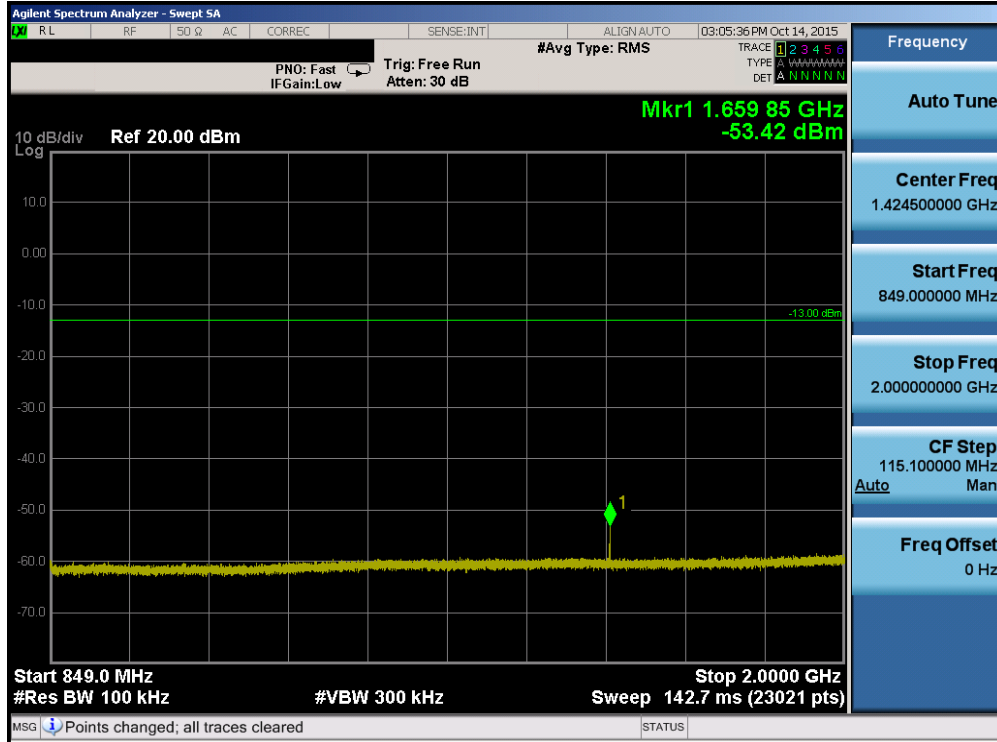 Agilent Spectrum Analyzer - Swept SA
LXI RL RF 50 Ω AC CORREC SENSE:INT ALIGN AUTO 03:05:36 PM Oct 14, 2015
#Avg Type: RMS TRACE 1 2 3 4 5 6
PNO: Fast Trig: Free Run TYPE A
IFGain:Low Atten: 30 dB DET A N N N N N
Mkr1 1.659 85 GHz
-53.42 dBm
10 dB/div Ref 20.00 dBm
Log
10.0
0.00
-10.0
-13.00 dBm
-20.0
-30.0
-40.0
-50.0
1
-60.0
-70.0
Start 849.0 MHz Stop 2.0000 GHz
#Res BW 100 kHz #VBW 300 kHz Sweep 142.7 ms (23021 pts)
MSG Points changed; all traces cleared STATUS
Frequency
Auto Tune
Center Freq
1.424500000 GHz
Start Freq
849.000000 MHz
Stop Freq
2.000000000 GHz
CF Step
115.100000 MHz
Auto Man
Freq Offset
0 Hz